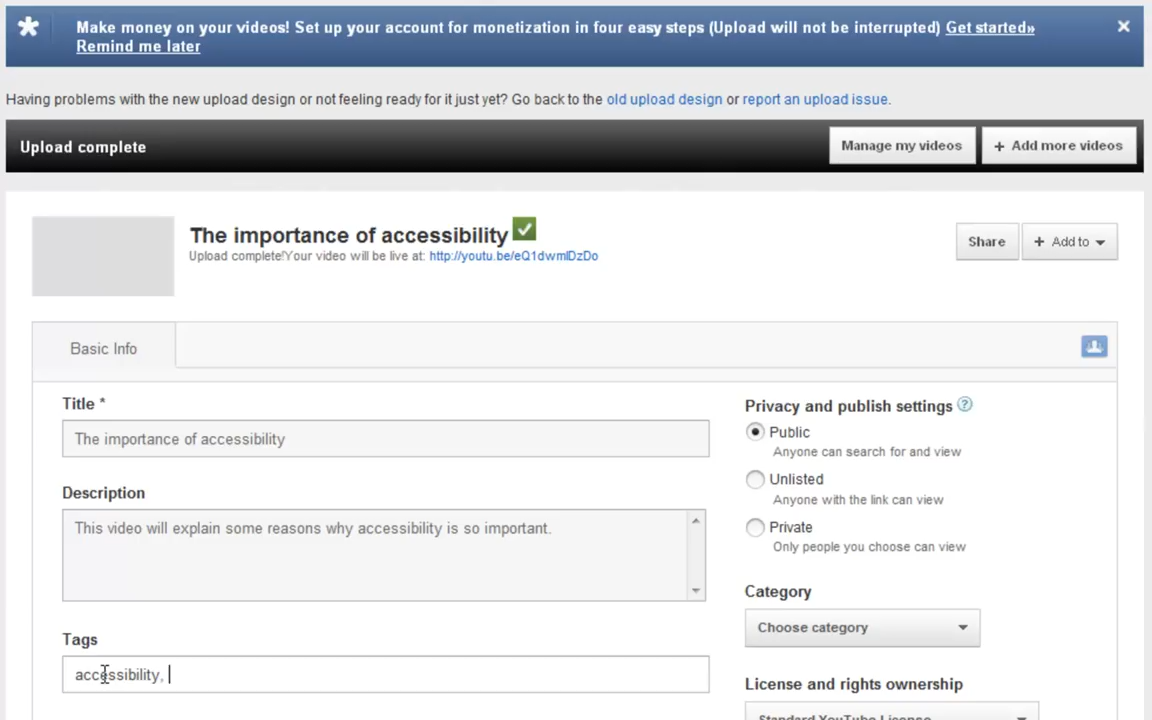 Make money on your videos! Set up your account for monetization in four easy steps (Upload will not be interrupted) Get started»
Remind me later
Having problems with the new upload design or not feeling ready for it just yet? Go back to the old upload design or report an upload issue.
Upload complete
Manage my videos
+ Add more videos
The importance of accessibility
Upload complete!Your video will be live at: http://youtu.be/eQ1dwmIDzDo
Share
+ Add to
Basic Info
Title *
The importance of accessibility
Description
This video will explain some reasons why accessibility is so important.
Tags
accessibility,
Privacy and publish settings ?
Public
Anyone can search for and view
Unlisted
Anyone with the link can view
Private
Only people you choose can view
Category
Choose category
License and rights ownership
Standard YouTube License